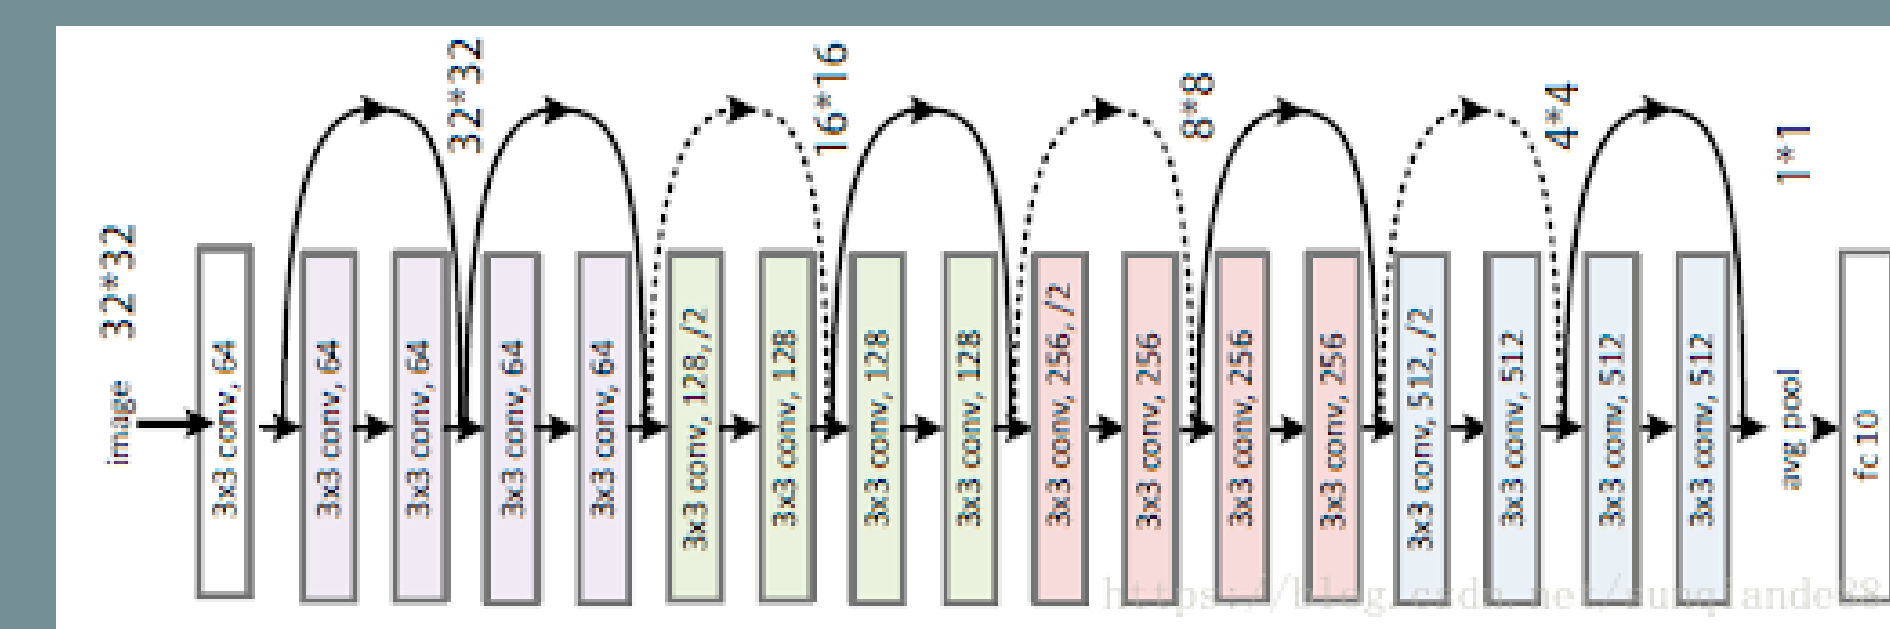 image
32*32
3x3 conv, 64
3x3 conv, 64
3x3 conv, 64
32*32
3x3 conv, 64
3x3 conv, 64
3x3 conv, 128, /2
3x3 conv, 128
16*16
3x3 conv, 128
3x3 conv, 128
3x3 conv, 256, /2
3x3 conv, 256
8*8
3x3 conv, 256
3x3 conv, 256
3x3 conv, 512, /2
3x3 conv, 512
4*4
3x3 conv, 512
3x3 conv, 512
avg pool
1*1
fc 10